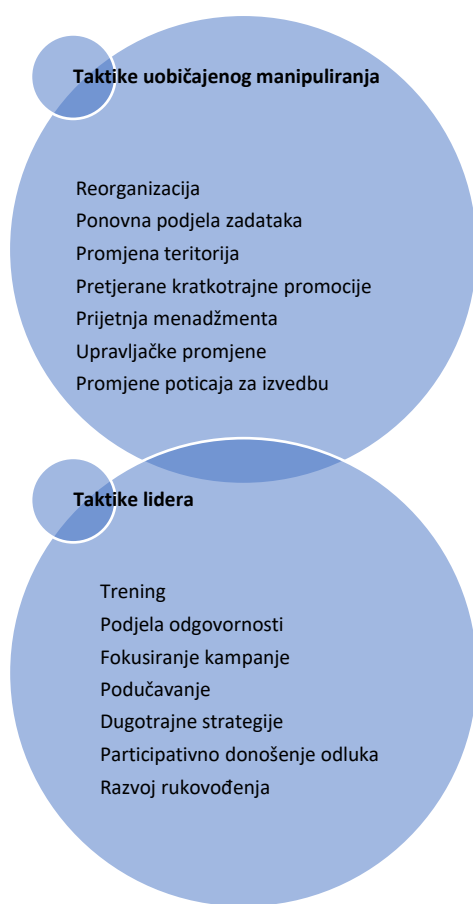 Taktike uobičajenog manipuliranja
Reorganizacija
Ponovna podjela zadataka
Promjena teritorija
Pretjerane kratkotrajne promocije
Prijetnja menadžmenta
Upravljačke promjene
Promjene poticaja za izvedbu
Taktike lidera
Trening
Podjela odgovornosti
Fokusiranje kampanje
Podučavanje
Dugotrajne strategije
Participativno donošenje odluka
Razvoj rukovođenja